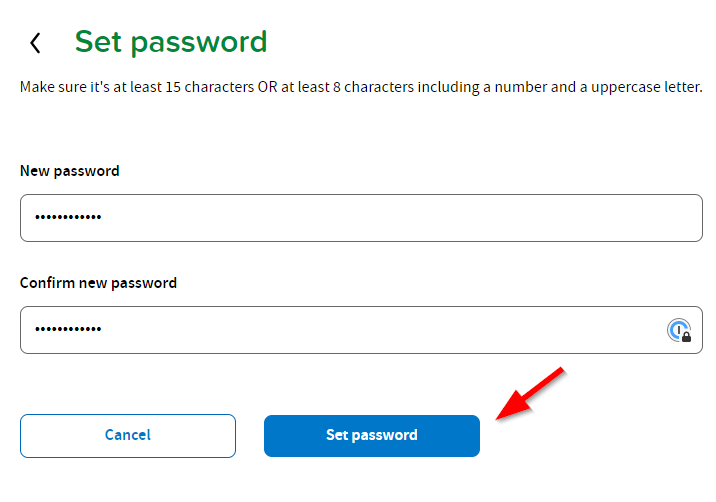 Set password
Make sure it's at least 15 characters OR at least 8 characters including a number and a uppercase letter.
New password
••••••••••••
Confirm new password
••••••••••••
Cancel
Set password